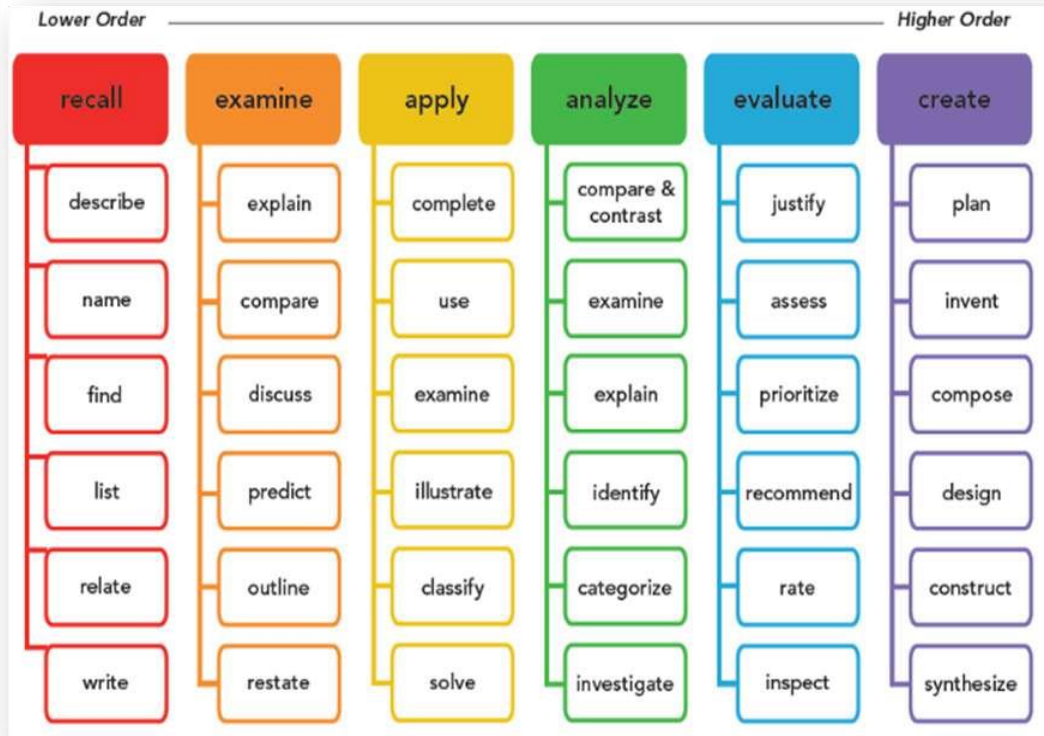 Lower Order
Higher Order
recall
examine
apply
analyze
evaluate
create
describe
explain
complete
compare &
contrast
justify
plan
name
compare
use
examine
assess
invent
find
discuss
examine
explain
prioritize
compose
list
predict
illustrate
identify
recommend
design
relate
outline
classify
categorize
rate
construct
write
restate
solve
investigate
inspect
synthesize